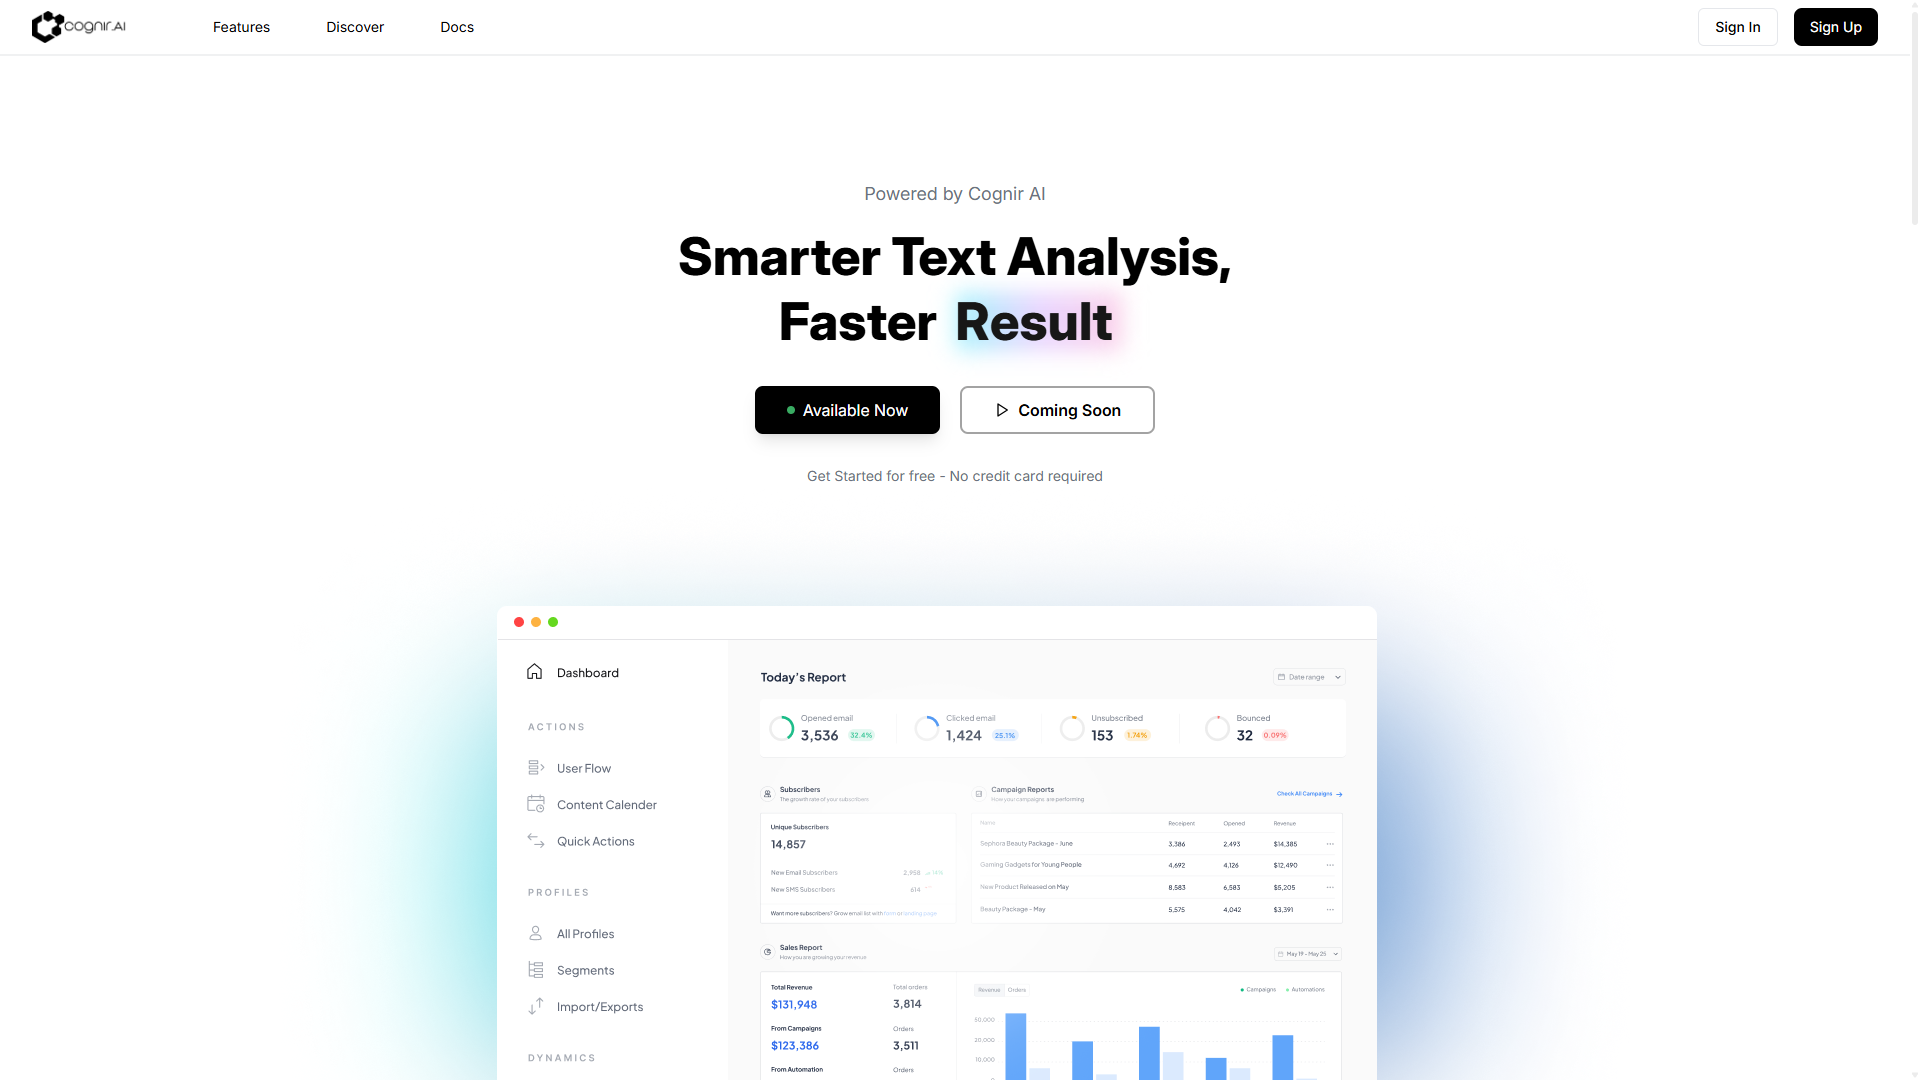 cognir.AI
Features
Discover
Docs
Sign In
Sign Up
Powered by Cognir AI
Smarter Text Analysis,
Faster Result
Available Now
Coming Soon
Get Started for free - No credit card required
Dashboard
ACTIONS
User Flow
Content Calender
Quick Actions
PROFILES
All Profiles
Segments
Import/Exports
DYNAMICS
Today's Report
Date range
Opened email
3,536 32.4%
Clicked email
1,424 25.1%
Unsubscribed
153 1.74%
Bounced
32 0.09%
Subscribers
The growth rate of your subscribers
Unique Subscribers
14,857
New Email Subscribers 2,958
New SMS Subscribers 614
Want more subscribers? Grow email list with form or landing page
Campaign Reports
How your campaigns are performing
Check All Campaigns
Name Receipent Opened Revenue
Sephora Beauty Package - June 3,386 2,493 $14,385
Gaming Gadgets for Young People 4,692 4,126 $12,490
New Product Released on May 8,583 6,583 $5,205
Beauty Package - May 5,575 4,042 $3,391
Sales Report
How you are growing your revenue
May 19 - May 25
Total Revenue Total orders
$131,948 3,814
From Campaigns Orders
$123,386 3,511
From Automation Orders
Revenue Orders
Campaigns Automations
50,000
20,000
10,000